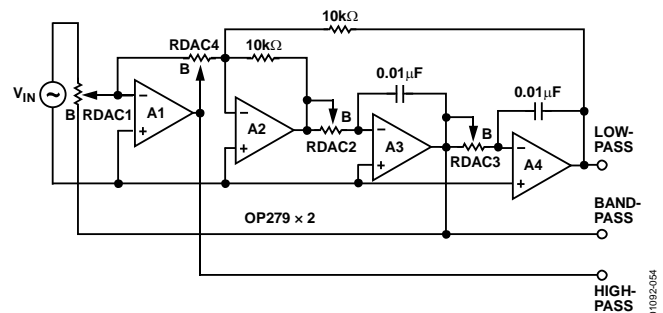 10kΩ
RDAC4
10kΩ
B
0.01µF
0.01µF
VIN
B
RDAC1
−
A1
+
−
A2
+
B
RDAC2
−
A3
+
B
RDAC3
−
A4
+
LOW-
PASS
BAND-
PASS
OP279 × 2
HIGH-
PASS
01092-054